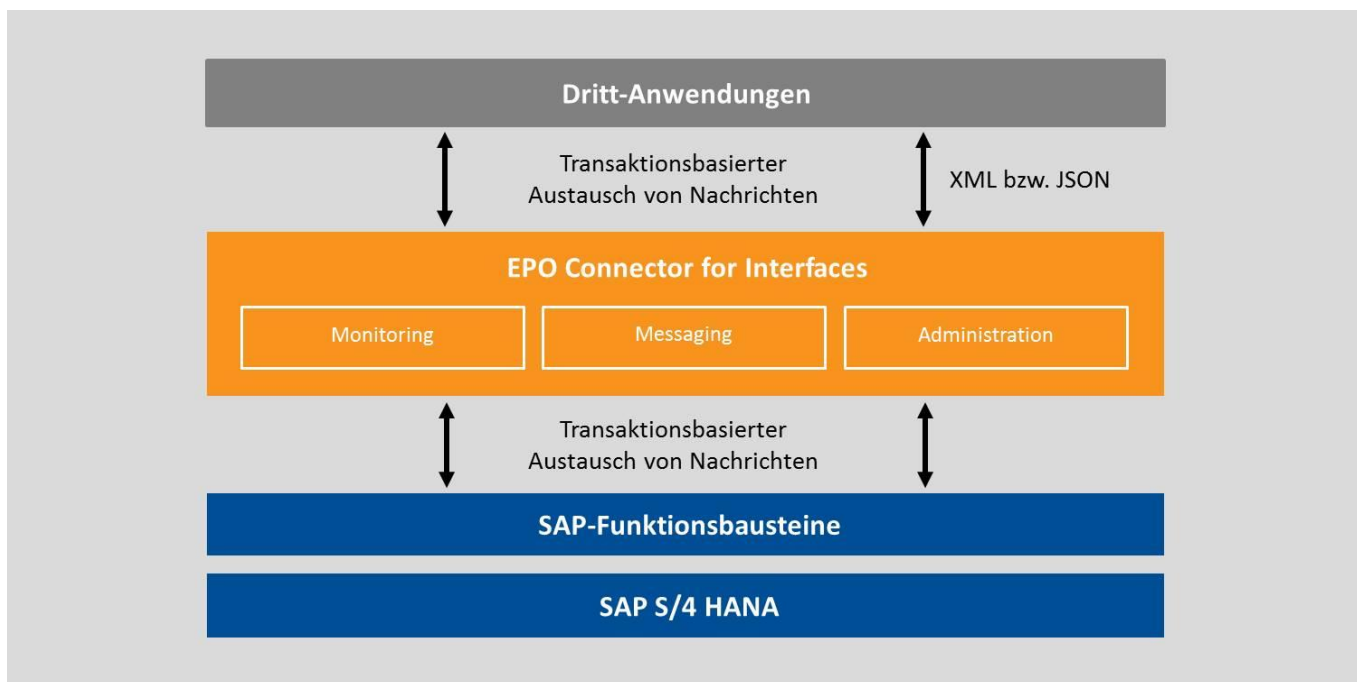 Dritt-Anwendungen
Transaktionsbasierter
Austausch von Nachrichten
XML bzw. JSON
EPO Connector for Interfaces
Monitoring
Messaging
Administration
Transaktionsbasierter
Austausch von Nachrichten
SAP-Funktionsbausteine
SAP S/4 HANA